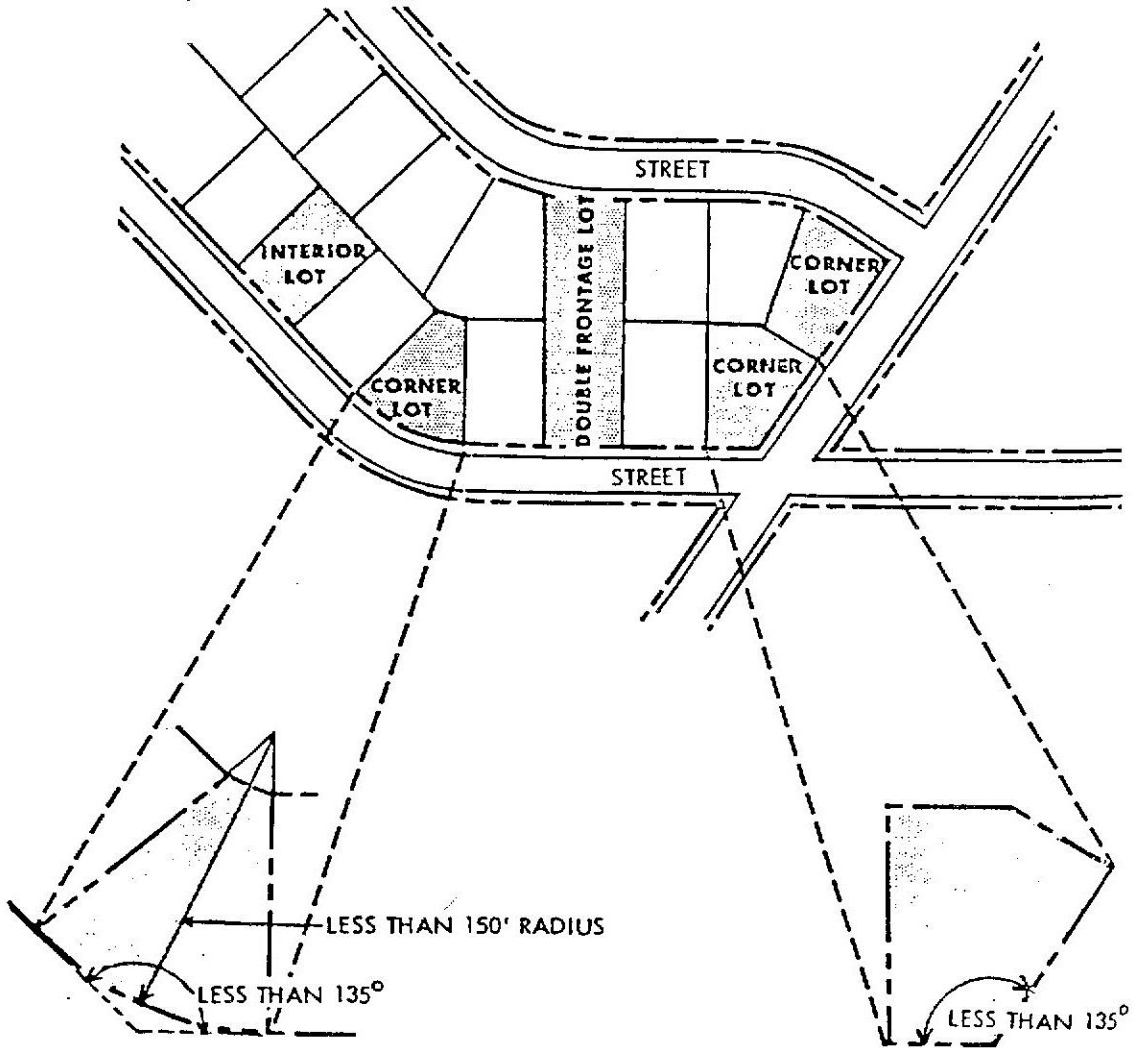 STREET
INTERIOR
LOT
DOUBLE FRONTAGE LOT
CORNER
LOT
CORNER
LOT
CORNER
LOT
STREET
LESS THAN 150' RADIUS
LESS THAN 135°
LESS THAN 135°